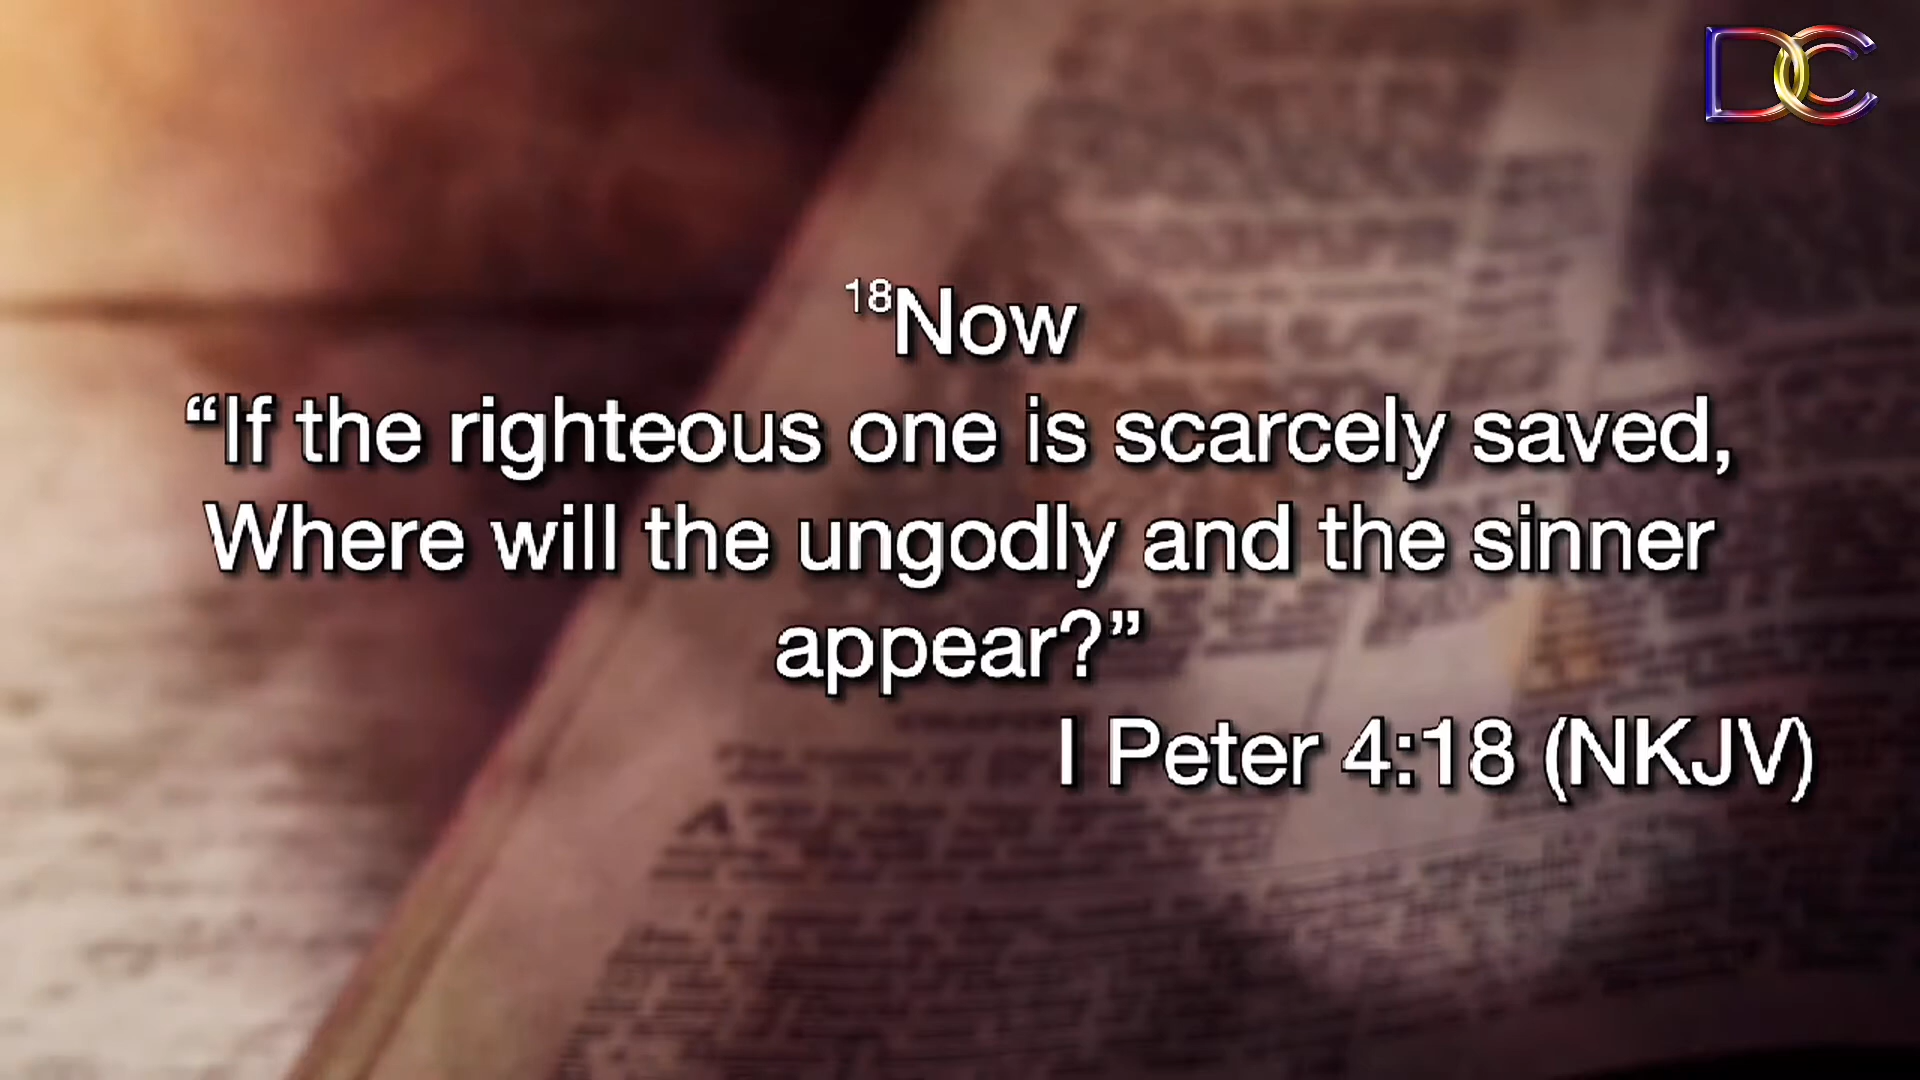 DC
18Now
“If the righteous one is scarcely saved,
Where will the ungodly and the sinner
appear?”
I Peter 4:18 (NKJV)